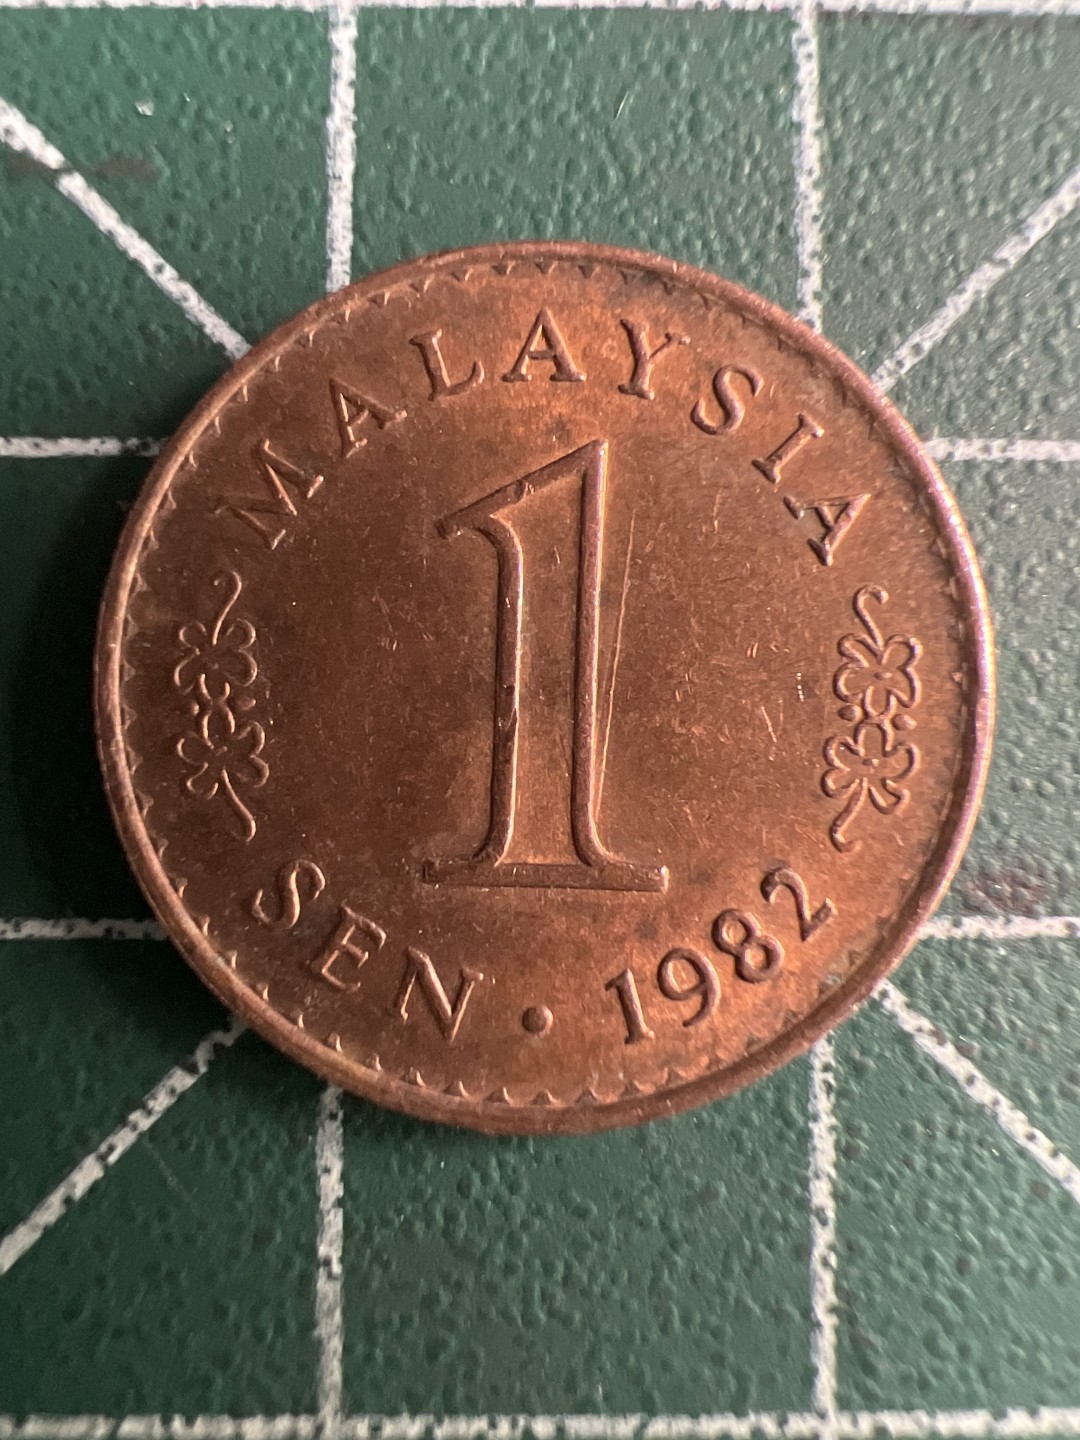 MALAYSIA
1
SEN • 1982